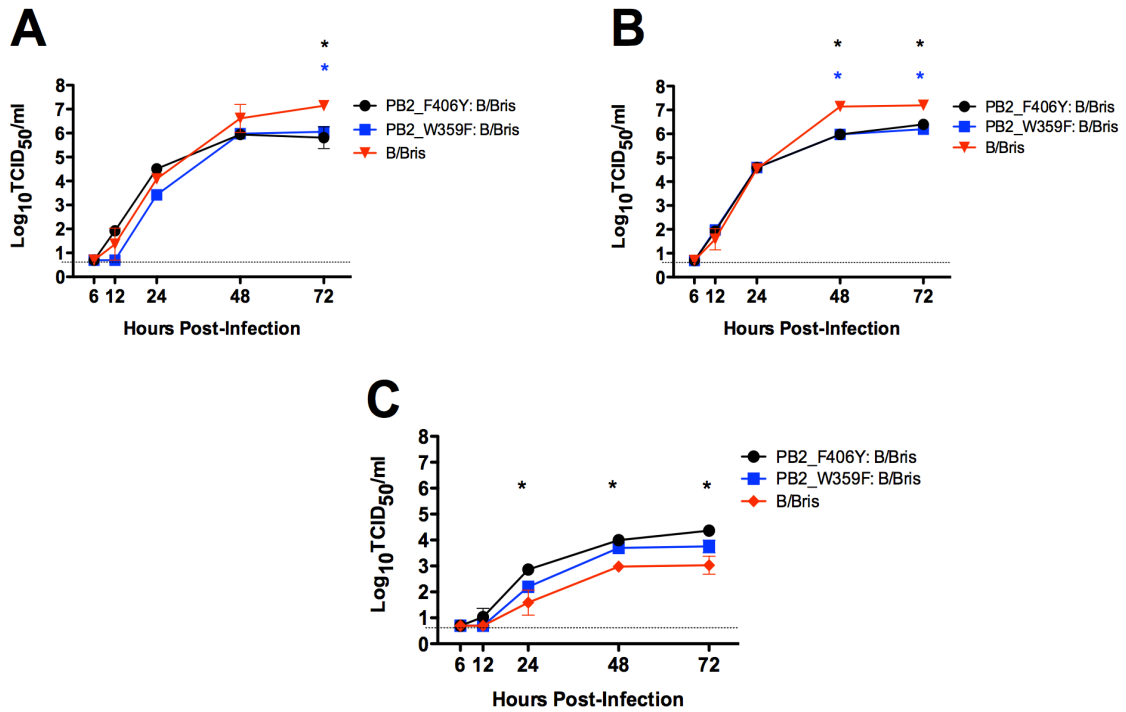 A
*
*
8
7
6
5
4
3
2
1
0
Log10TCID50/ml
6 12 24 48 72
Hours Post-Infection
PB2_F406Y: B/Bris
PB2_W359F: B/Bris
B/Bris
B
* *
* *
8
7
6
5
4
3
2
1
0
Log10TCID50/ml
6 12 24 48 72
Hours Post-Infection
PB2_F406Y: B/Bris
PB2_W359F: B/Bris
B/Bris
C
* * *
8
7
6
5
4
3
2
1
0
Log10TCID50/ml
6 12 24 48 72
Hours Post-Infection
PB2_F406Y: B/Bris
PB2_W359F: B/Bris
B/Bris